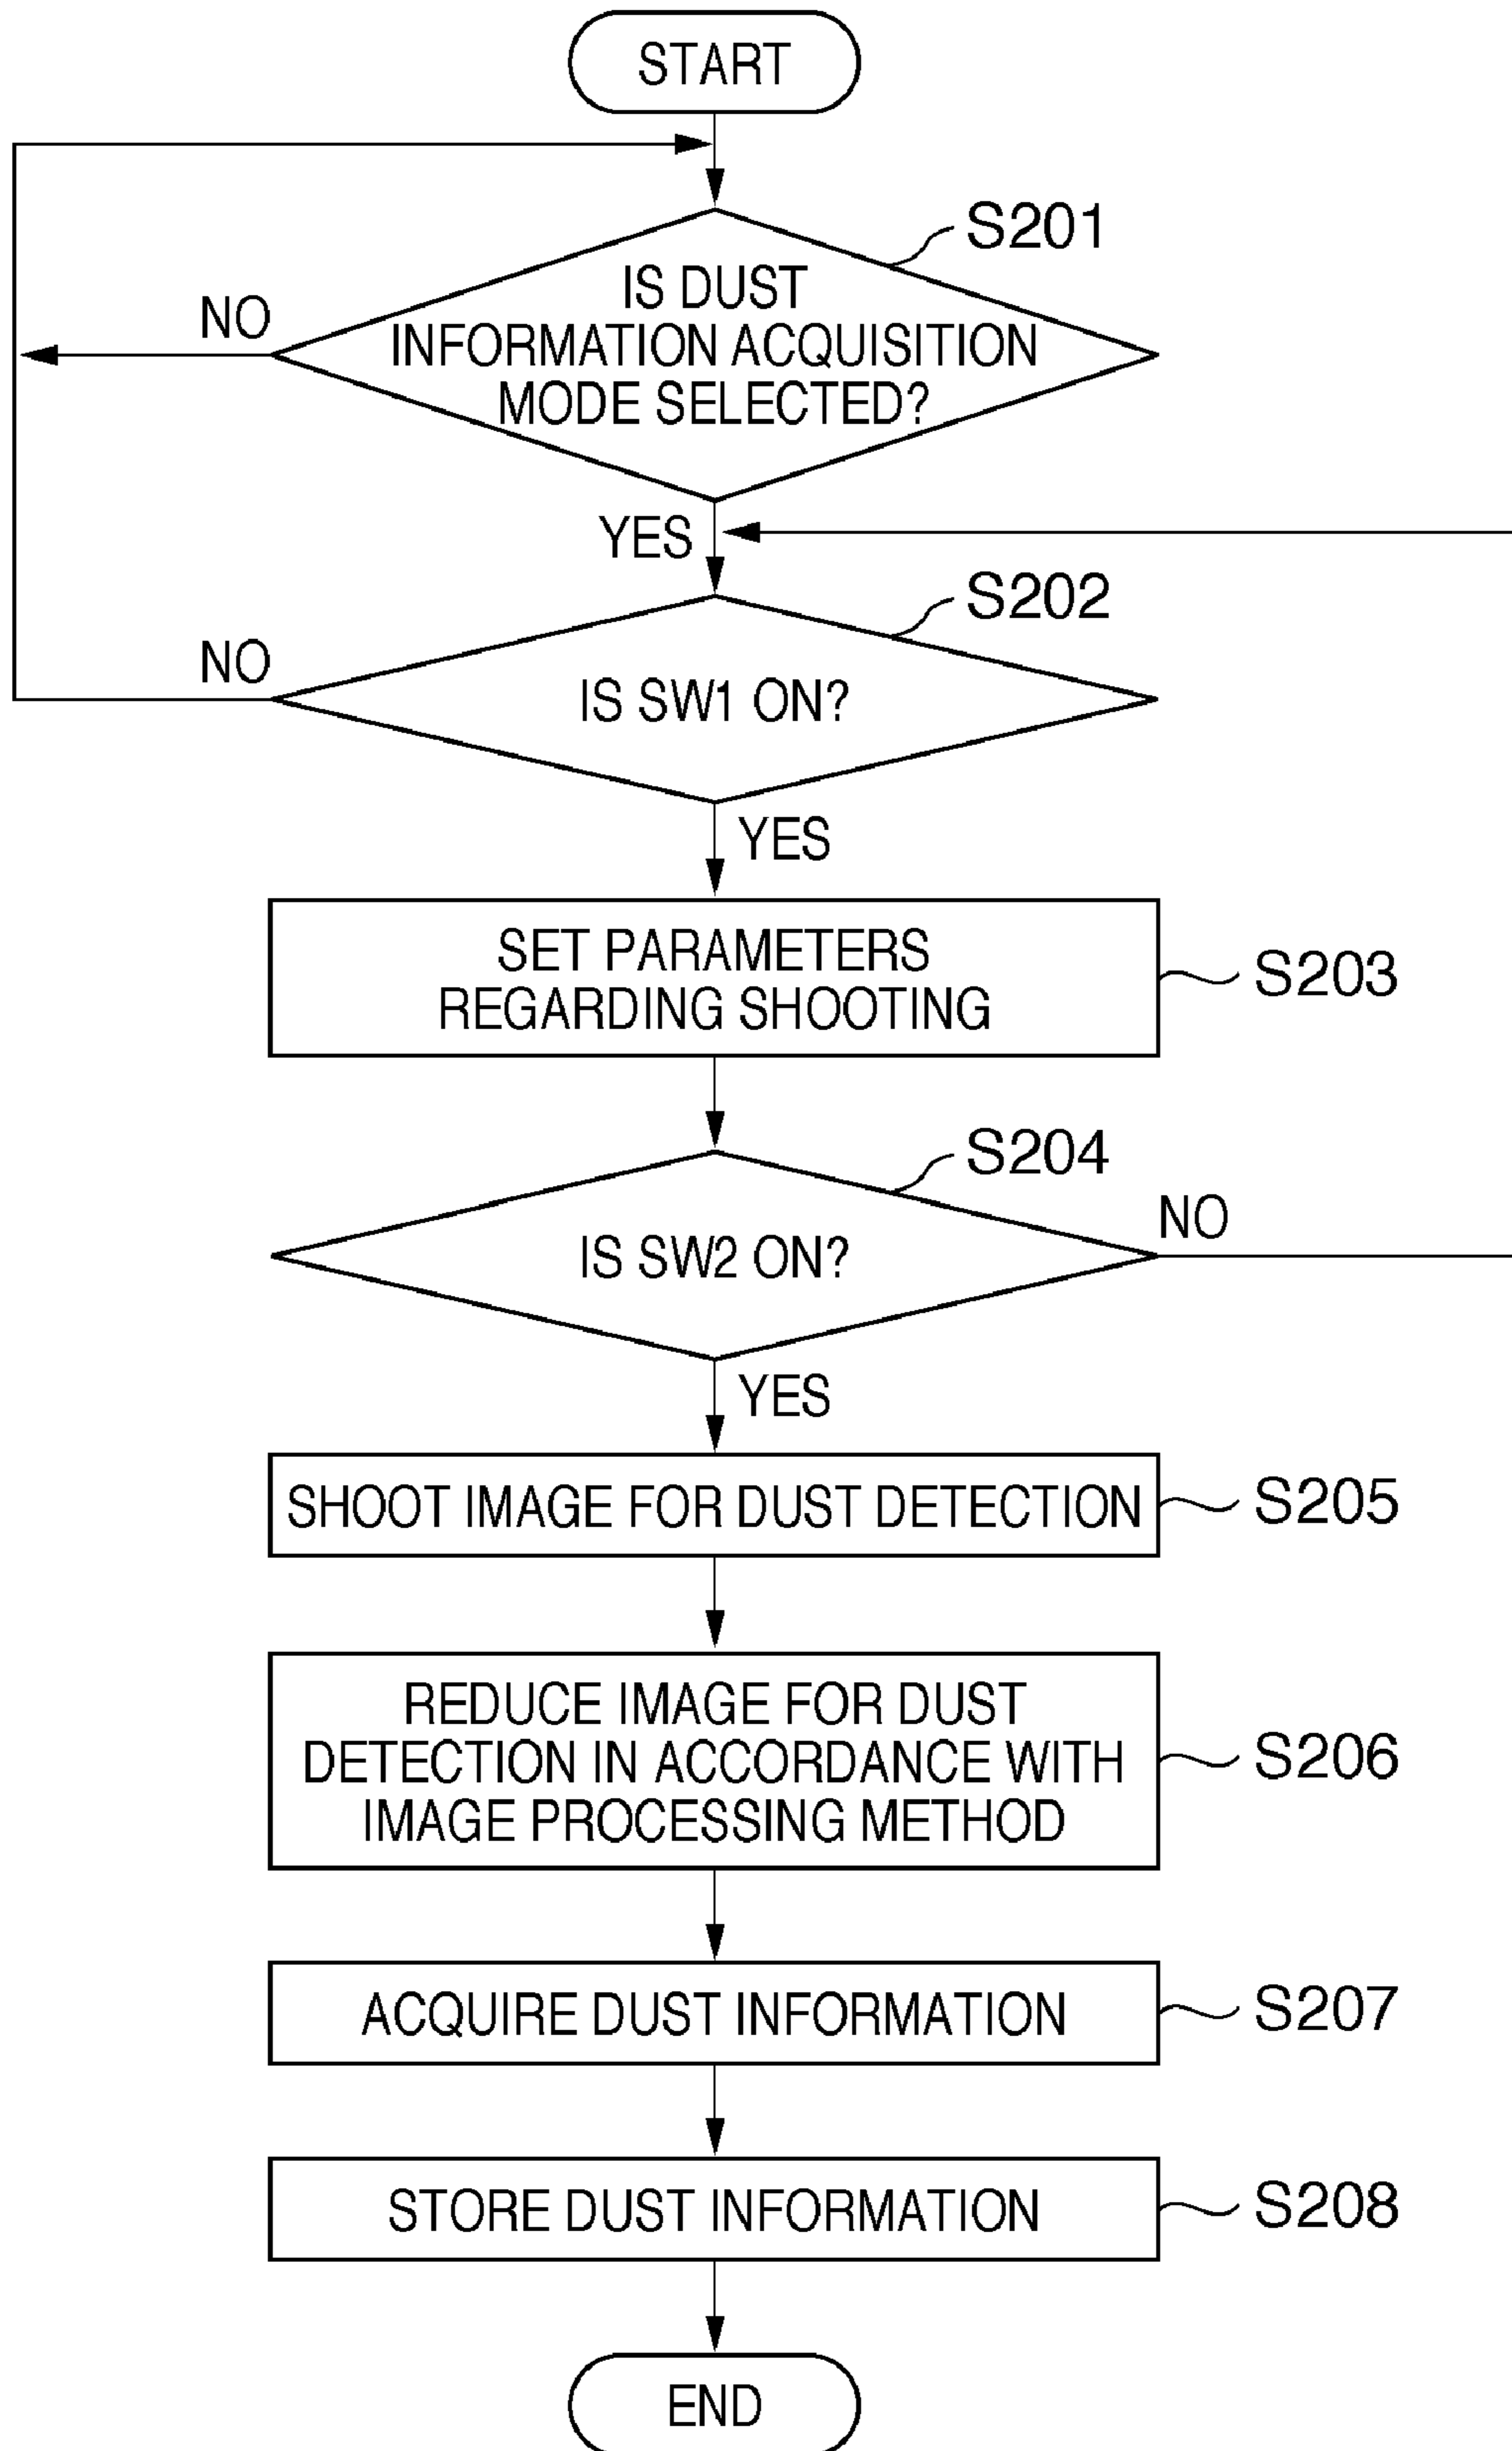 START
S201
IS DUST
INFORMATION ACQUISITION
MODE SELECTED?
NO
YES
S202
NO
IS SW1 ON?
YES
SET PARAMETERS
REGARDING SHOOTING
S203
S204
NO
IS SW2 ON?
YES
SHOOT IMAGE FOR DUST DETECTION
S205
REDUCE IMAGE FOR DUST
DETECTION IN ACCORDANCE WITH
IMAGE PROCESSING METHOD
S206
ACQUIRE DUST INFORMATION
S207
STORE DUST INFORMATION
S208
END